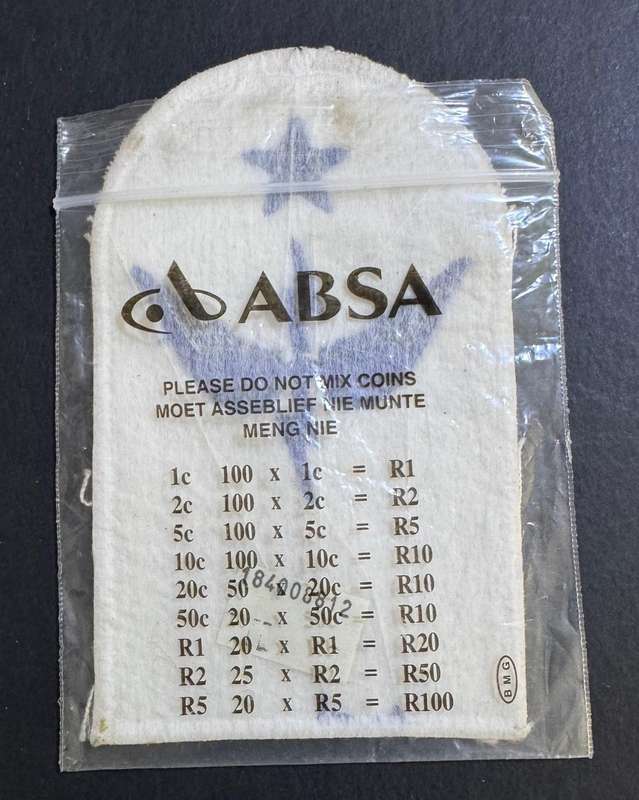 ABSA
PLEASE DO NOT MIX COINS
MOET ASSEBLIEF NIE MUNTE
MENG NIE
1c 100 x 1c = R1
2c 100 x 2c = R2
5c 100 x 5c = R5
10c 100 x 10c = R10
20c 50 x 20c = R10
50c 20 x 50c = R10
R1 20 x R1 = R20
R2 25 x R2 = R50
R5 20 x R5 = R100
184008812
BMG